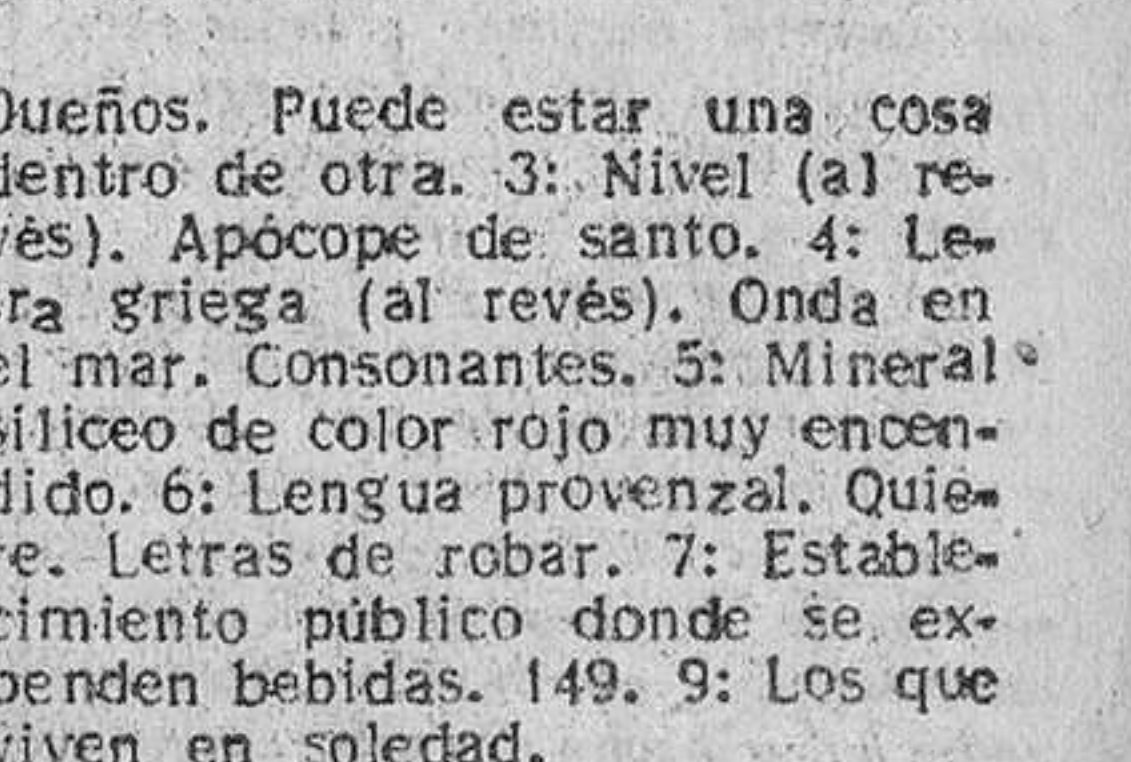 Dueños. Puede estar una cosa
dentro de otra. 3: Nivel (al re-
vés). Apócope de santo. 4: Le-
ra griega (al revés). Onda en
el mar. Consonantes. 5: Mineral
síliceo de color rojo muy encen-
dido. 6: Lengua provenzal. Quie-
re. Letras de robar. 7: Estable-
cimiento público donde se ex-
penden bebidas. 149. 9: Los que
viven en soledad.